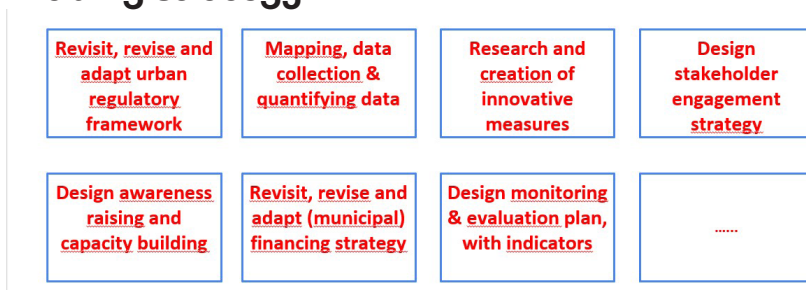 Revisit, revise and
adapt urban
regulatory
framework
Mapping, data
collection &
quantifying data
Research and
creation of
innovative
measures
Design
stakeholder
engagement
strategy
Design awareness
raising and
capacity building
Revisit, revise and
adapt (municipal)
financing strategy
Design monitoring
& evaluation plan,
with indicators
......